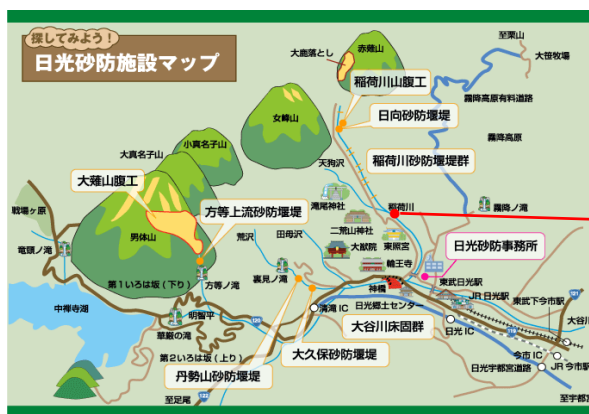 探してみよう！
日光砂防施設マップ
赤薙山
大鹿落とし
至栗山
大笹牧場
稲荷川山腹工
霧降高原有料道路
日向砂防堰堤
女峰山
霧降高原
小真名子山
大真名子山
天狗沢
稲荷川砂防堰堤群
大薙山腹工
滝尾神社
稲荷川
霧降ノ滝
方等上流砂防堰堤
戦場ヶ原
荒沢
田母沢
二荒山神社
日光砂防事務所
男体山
大猷院
東照宮
竜頭ノ滝
輪王寺
裏見ノ滝
東武日光駅
第1いろは坂(下り)
方等ノ滝
神橋
JR日光駅
東武下今市駅
中禅寺湖
明智平
清滝IC
日光郷土センター
121
120
華厳の滝
大谷川床固群
日光IC
119
大谷川
第2いろは坂(上り)
大久保砂防堰堤
今市IC
丹勢山砂防堰堤
日光宇都宮道路
JR今市駅
122
至足尾
至宇都宮